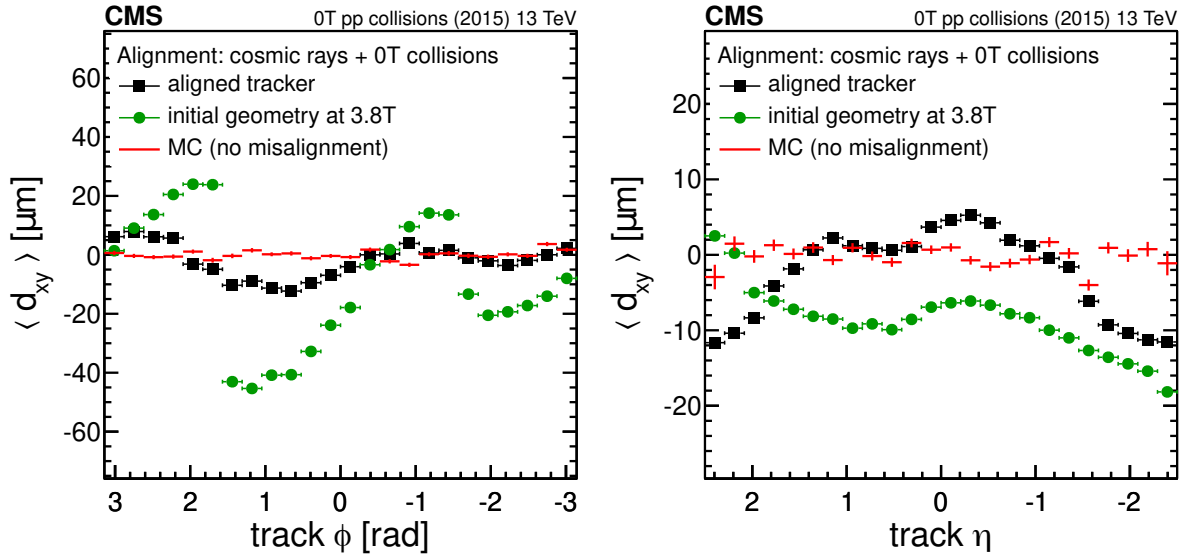 CMS 0T pp collisions (2015) 13 TeV
Alignment: cosmic rays + 0T collisions
aligned tracker
initial geometry at 3.8T
MC (no misalignment)
60
40
20
0
-20
-40
-60
⟨ d_xy ⟩ [μm]
3 2 1 0 -1 -2 -3
track ϕ [rad]
CMS 0T pp collisions (2015) 13 TeV
Alignment: cosmic rays + 0T collisions
aligned tracker
initial geometry at 3.8T
MC (no misalignment)
20
10
0
-10
-20
⟨ d_xy ⟩ [μm]
2 1 0 -1 -2
track η